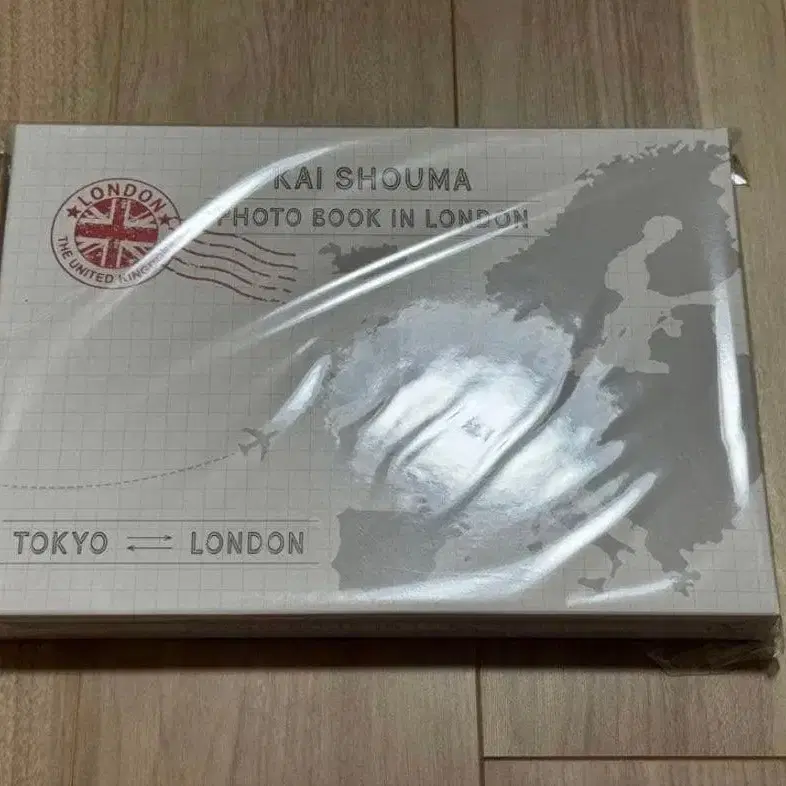 KAI SHOUMA
PHOTO BOOK IN LONDON
LONDON
THE UNITED KINGDOM
TOKYO ⇄ LONDON